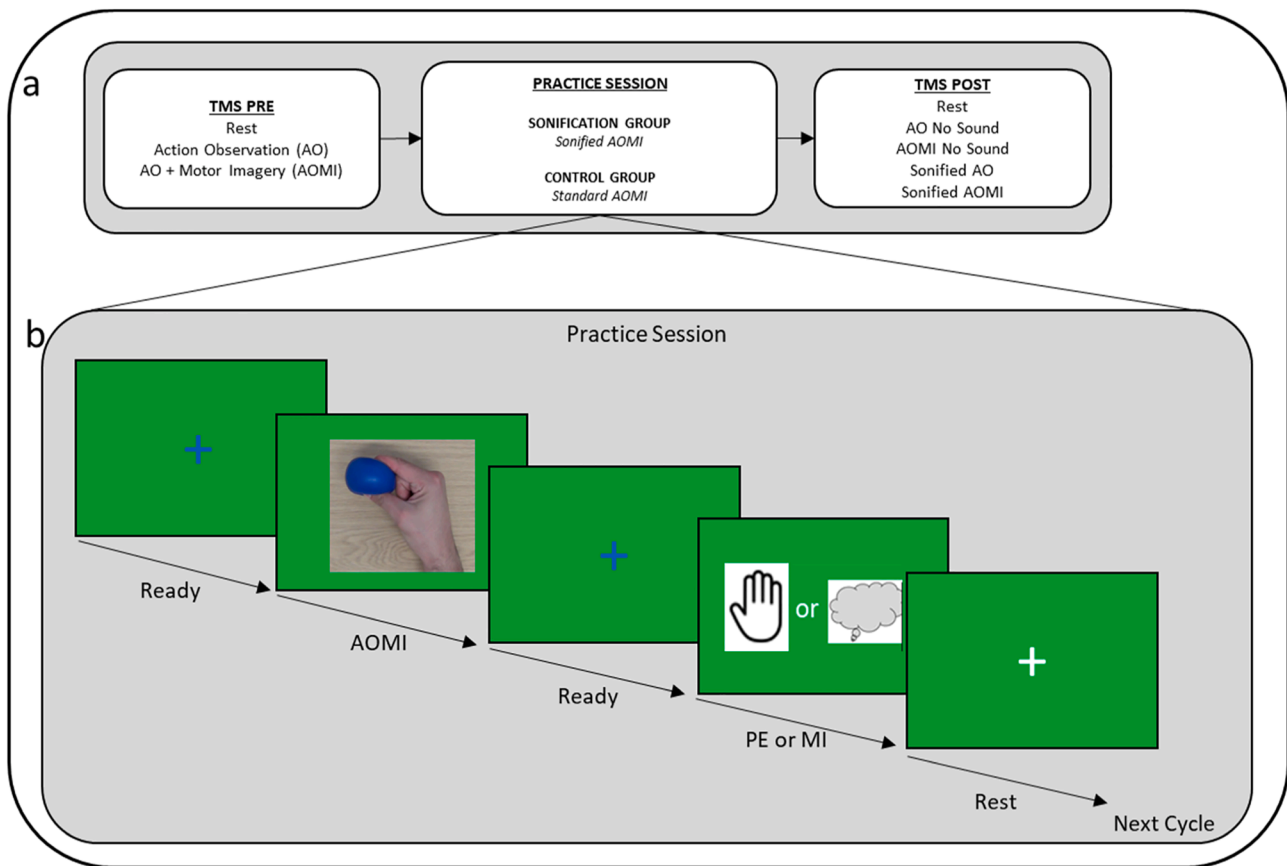 a
TMS PRE
Rest
Action Observation (AO)
AO + Motor Imagery (AOMI)
PRACTICE SESSION
SONIFICATION GROUP
Sonified AOMI
CONTROL GROUP
Standard AOMI
TMS POST
Rest
AO No Sound
AOMI No Sound
Sonified AO
Sonified AOMI
b
Practice Session
Ready
AOMI
Ready
or
PE or MI
Rest
Next Cycle